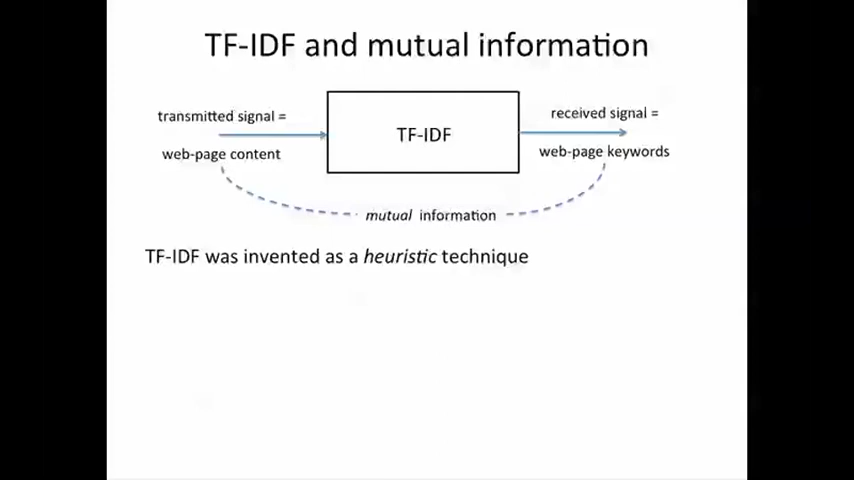 TF-IDF and mutual information
transmitted signal =
web-page content
TF-IDF
received signal =
web-page keywords
mutual information
TF-IDF was invented as a heuristic technique